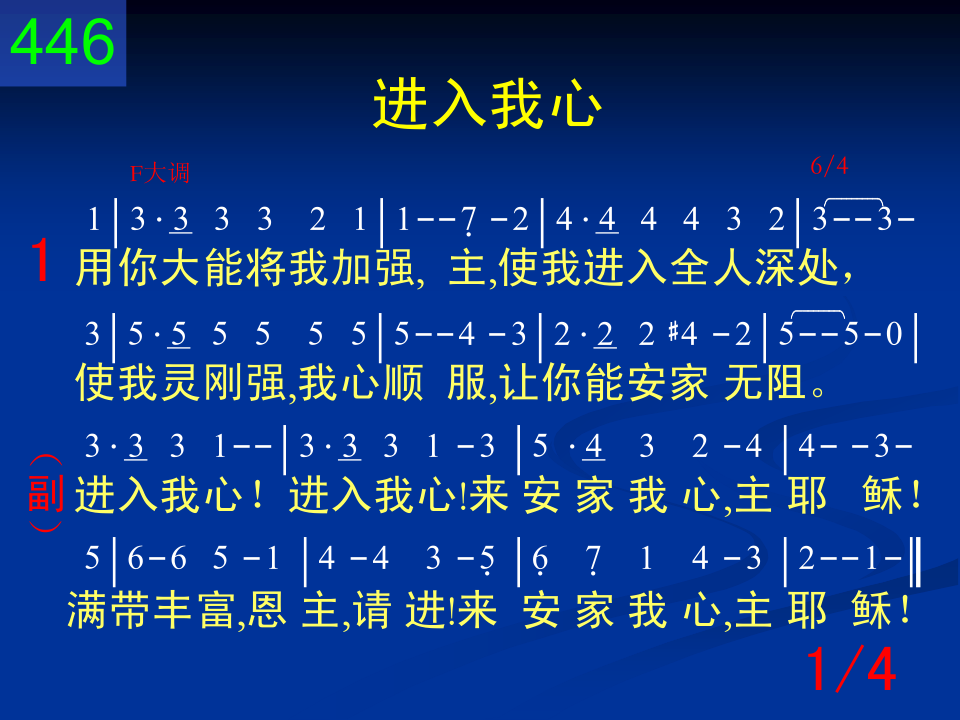 446
进入我心
F大调 6/4
1|3·3 3 3 2 1|1--7̣ -2|4·4 4 4 3 2|3--3-
1 用你大能将我加强, 主,使我进入全人深处，
3|5·5 5 5 5 5|5--4 -3|2·2 2 #4 -2|5--5-0|
使我灵刚强,我心顺 服,让你能安家 无阻。
3·3 3 1--|3·3 3 1 -3|5 ·4 3 2 -4|4- -3-
（副） 进入我心！进入我心!来 安 家 我 心,主 耶 稣！
5|6-6 5 -1|4 -4 3 -5̣|6̣ 7̣ 1 4 -3|2--1-‖
满带丰富,恩 主,请 进!来 安 家 我 心,主 耶 稣！
1/4